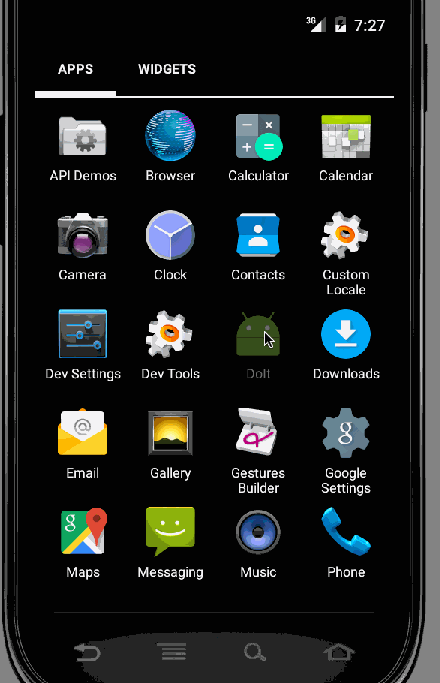 3G 7:27
APPS WIDGETS
API Demos Browser Calculator Calendar
Camera Clock Contacts Custom
Locale
Dev Settings Dev Tools DoIt Downloads
@ g
Email Gallery Gestures Google
Builder Settings
g
Maps Messaging Music Phone